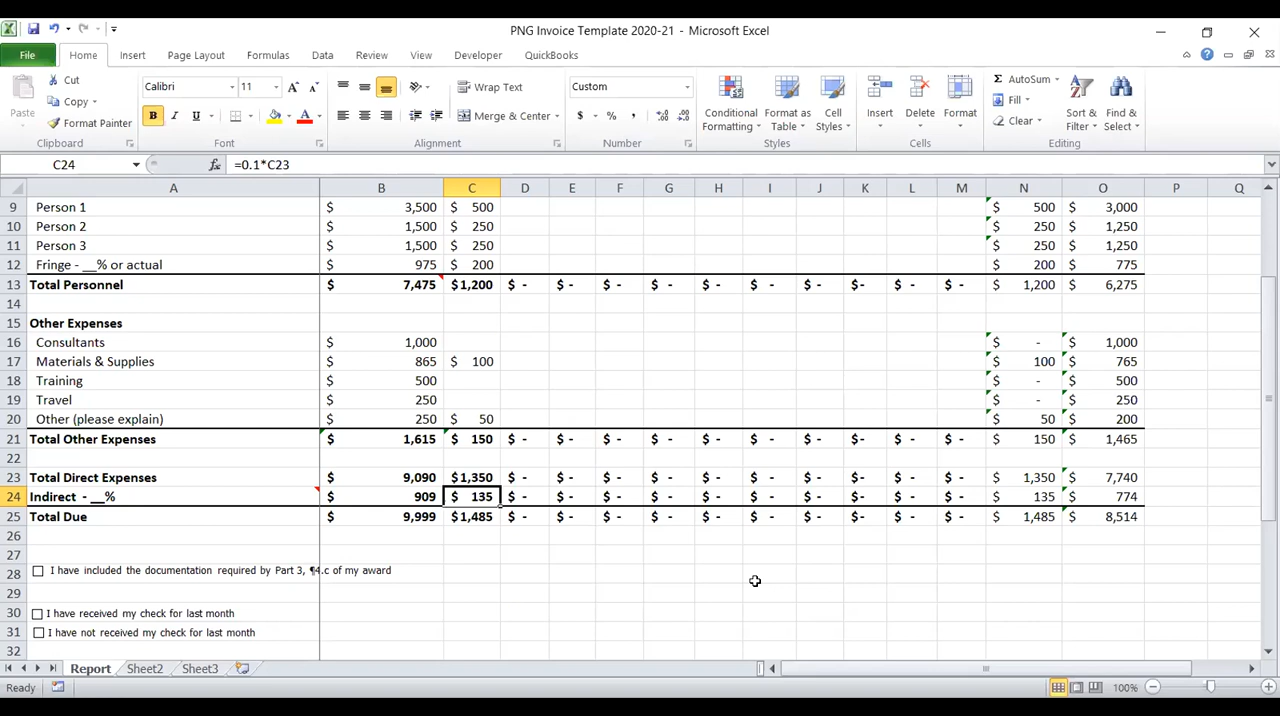 PNG Invoice Template 2020-21 - Microsoft Excel
File Home Insert Page Layout Formulas Data Review View Developer QuickBooks
Paste
Cut
Copy
Format Painter
Clipboard
Calibri 11 A A
B I U A
Font
Wrap Text
Merge & Center
Alignment
Custom
$ % ,
Number
Conditional Formatting
Format as Table
Cell Styles
Styles
Insert
Delete
Format
Cells
Σ AutoSum
Fill
Clear
Sort & Filter
Find & Select
Editing
C24 fx =0.1*C23
A B C D E F G H I J K L M N O P Q
9 Person 1 $ 3,500 $ 500 $ 500 $ 3,000
10 Person 2 $ 1,500 $ 250 $ 250 $ 1,250
11 Person 3 $ 1,500 $ 250 $ 250 $ 1,250
12 Fringe - __% or actual $ 975 $ 200 $ 200 $ 775
13 Total Personnel $ 7,475 $1,200 $ - $ - $ - $ - $ - $ - $ - $- $ - $ - $ 1,200 $ 6,275
14
15 Other Expenses
16 Consultants $ 1,000 $ - $ 1,000
17 Materials & Supplies $ 865 $ 100 $ 100 $ 765
18 Training $ 500 $ - $ 500
19 Travel $ 250 $ - $ 250
20 Other (please explain) $ 250 $ 50 $ 50 $ 200
21 Total Other Expenses $ 1,615 $ 150 $ - $ - $ - $ - $ - $ - $ - $- $ - $ - $ 150 $ 1,465
22
23 Total Direct Expenses $ 9,090 $1,350 $ - $ - $ - $ - $ - $ - $ - $- $ - $ - $ 1,350 $ 7,740
24 Indirect - __% $ 909 $ 135 $ - $ - $ - $ - $ - $ - $ - $- $ - $ - $ 135 $ 774
25 Total Due $ 9,999 $1,485 $ - $ - $ - $ - $ - $ - $ - $- $ - $ - $ 1,485 $ 8,514
26
27
28 I have included the documentation required by Part 3, ¶4.c of my award
29
30 I have received my check for last month
31 I have not received my check for last month
32
Report Sheet2 Sheet3
Ready 100%